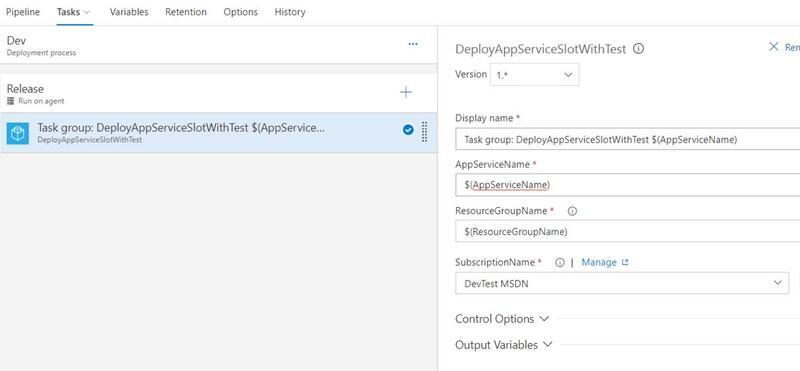 Pipeline Tasks Variables Retention Options History
Dev
Deployment process
Release
Run on agent
Task group: DeployAppServiceSlotWithTest $(AppService...
DeployAppServiceSlotWithTest
DeployAppServiceSlotWithTest
Rem
Version 1.*
Display name *
Task group: DeployAppServiceSlotWithTest $(AppServiceName)
AppServiceName *
$(AppServiceName)
ResourceGroupName *
$(ResourceGroupName)
SubscriptionName * | Manage
DevTest MSDN
Control Options
Output Variables